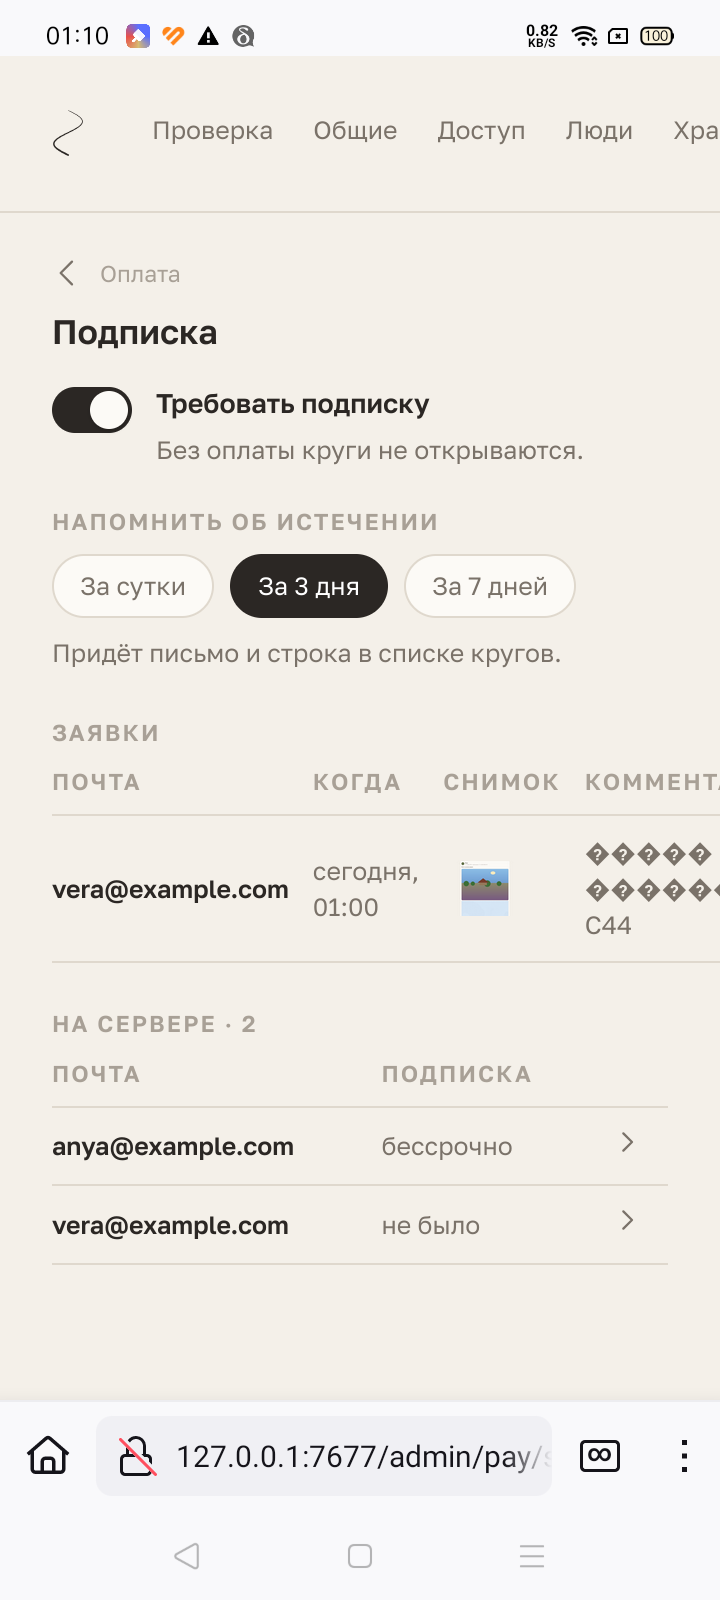 01:10
0.82
KB/S
100
Проверка Общие Доступ Люди
Оплата
Подписка
Требовать подписку
Без оплаты круги не открываются.
НАПОМНИТЬ ОБ ИСТЕЧЕНИИ
За сутки За 3 дня За 7 дней
Придёт письмо и строка в списке кругов.
ЗАЯВКИ
ПОЧТА КОГДА СНИМОК
vera@example.com сегодня, 01:00 ����� �����
C44
НА СЕРВЕРЕ · 2
ПОЧТА ПОДПИСКА
anya@example.com бессрочно
vera@example.com не было
127.0.0.1:7677/admin/pay/